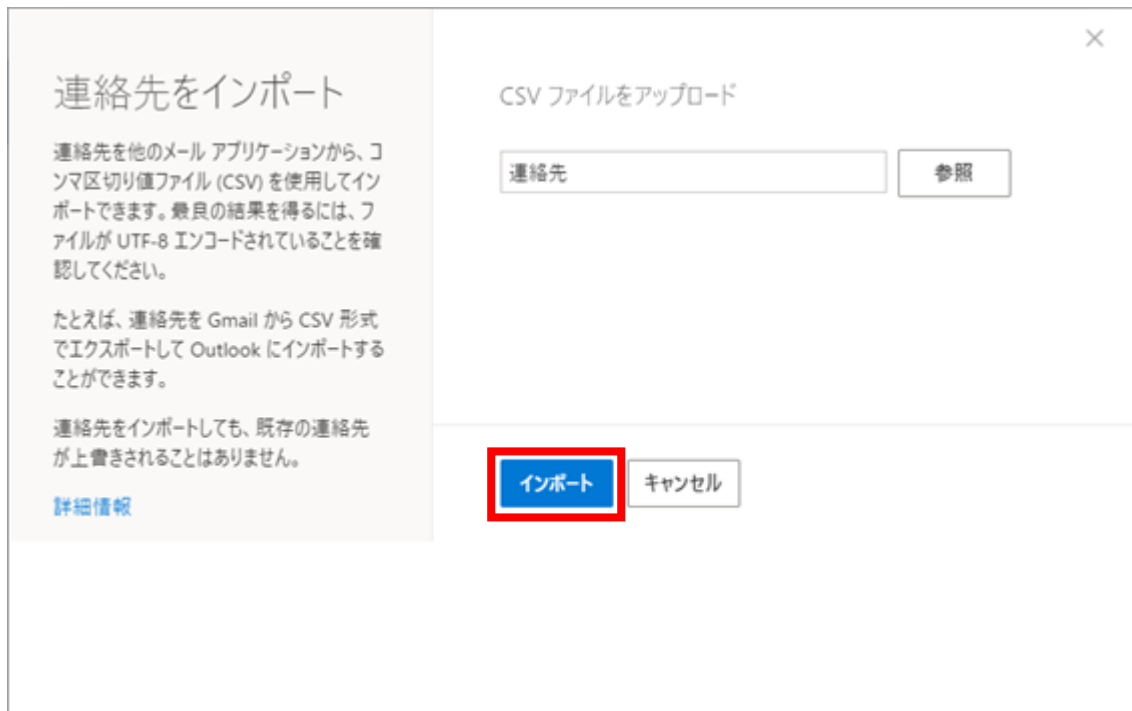 連絡先をインポート
連絡先を他のメール アプリケーションから、コ
ンマ区切り値ファイル (CSV) を使用してイン
ポートできます。最良の結果を得るには、フ
ァイルが UTF-8 エンコードされていることを確
認してください。
たとえば、連絡先を Gmail から CSV 形式
でエクスポートして Outlook にインポートする
ことができます。
連絡先をインポートしても、既存の連絡先
が上書きされることはありません。
詳細情報
CSV ファイルをアップロード
連絡先
参照
インポート
キャンセル